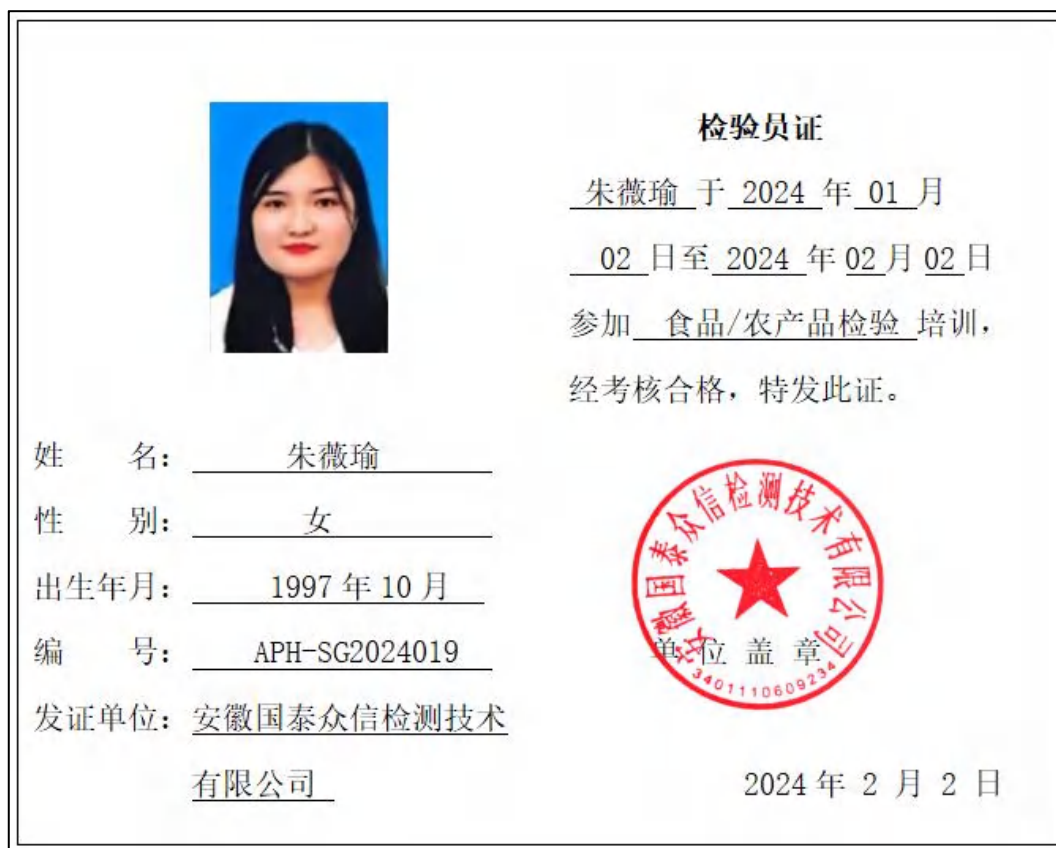 检验员证
朱薇瑜 于 2024 年 01 月
02 日至 2024 年 02 月 02 日
参加 食品/农产品检验 培训，
经考核合格，特发此证。
姓 名： 朱薇瑜
性 别： 女
出生年月： 1997 年 10 月
编 号： APH-SG2024019
发证单位：安徽国泰众信检测技术
有限公司
安徽国泰众信检测技术有限公司
单 位 盖 章
3401110609234
2024 年 2 月 2 日